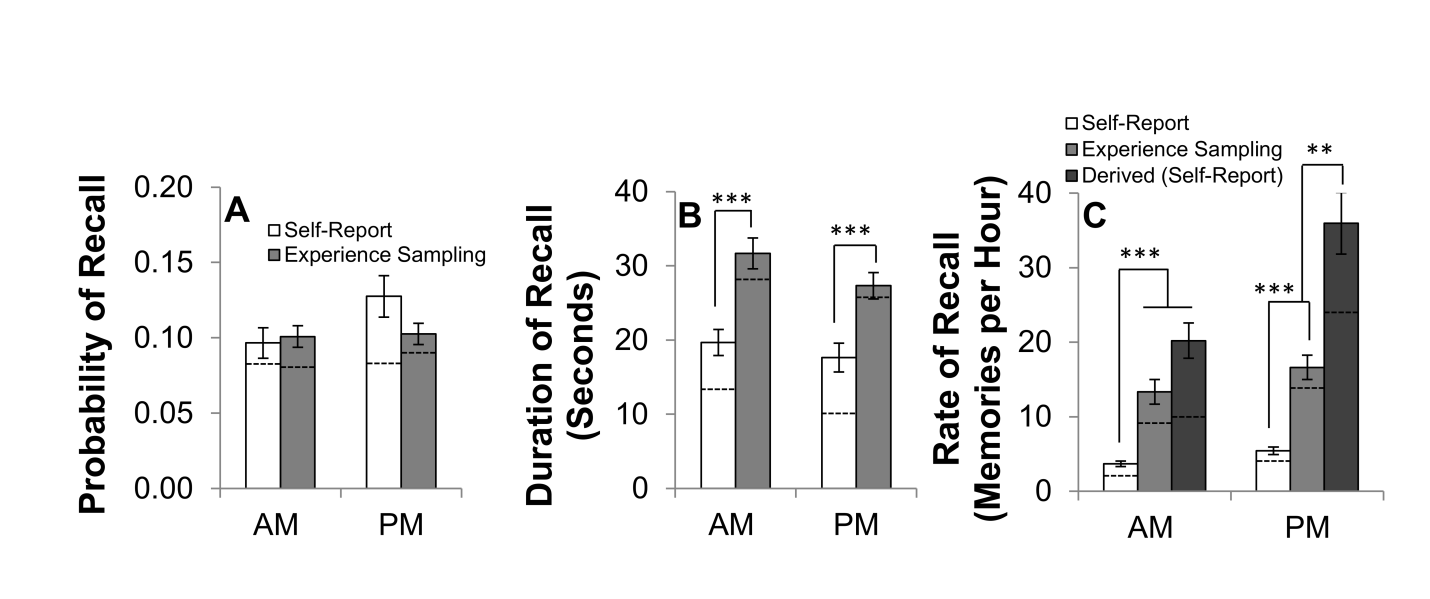 Probability of Recall
0.20
0.15
0.10
0.05
0.00
A
Self-Report
Experience Sampling
AM
PM
Duration of Recall
(Seconds)
40
30
20
10
0
B
***
***
AM
PM
Self-Report
Experience Sampling
Derived (Self-Report)
Rate of Recall
(Memories per Hour)
40
30
20
10
0
C
***
***
**
AM
PM